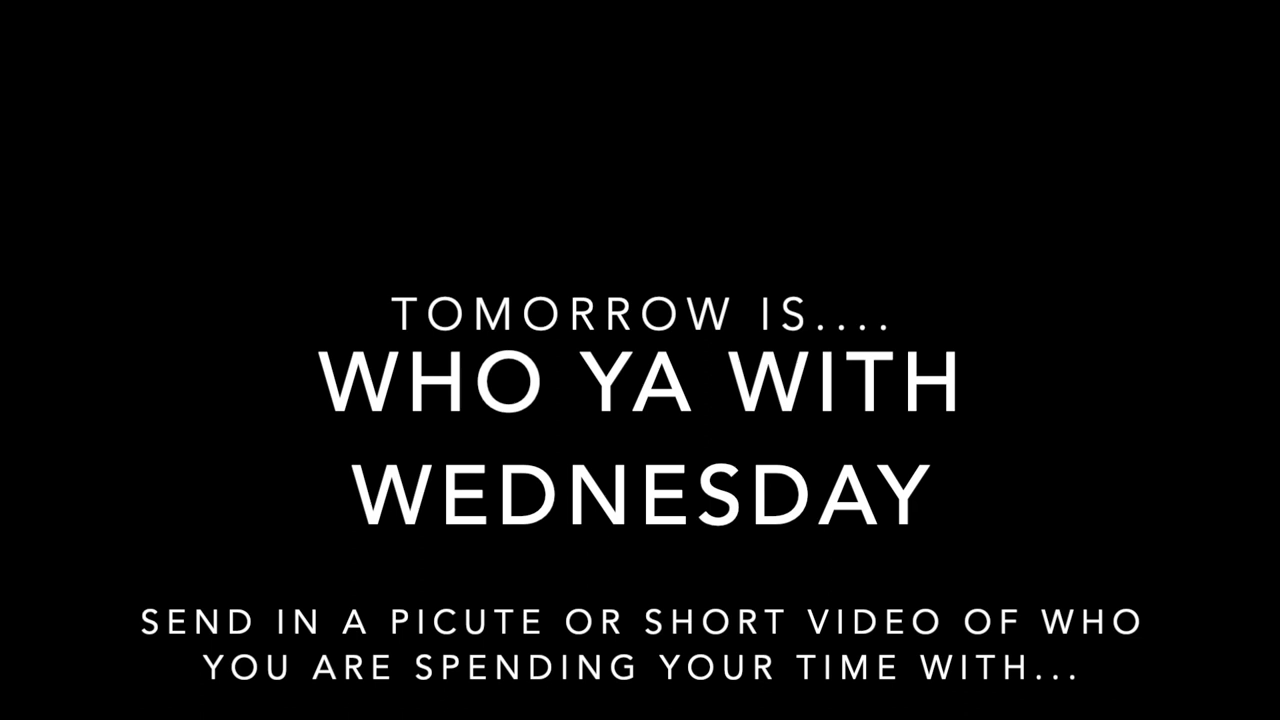 TOMORROW IS....
WHO YA WITH
WEDNESDAY
SEND IN A PICUTE OR SHORT VIDEO OF WHO
YOU ARE SPENDING YOUR TIME WITH...